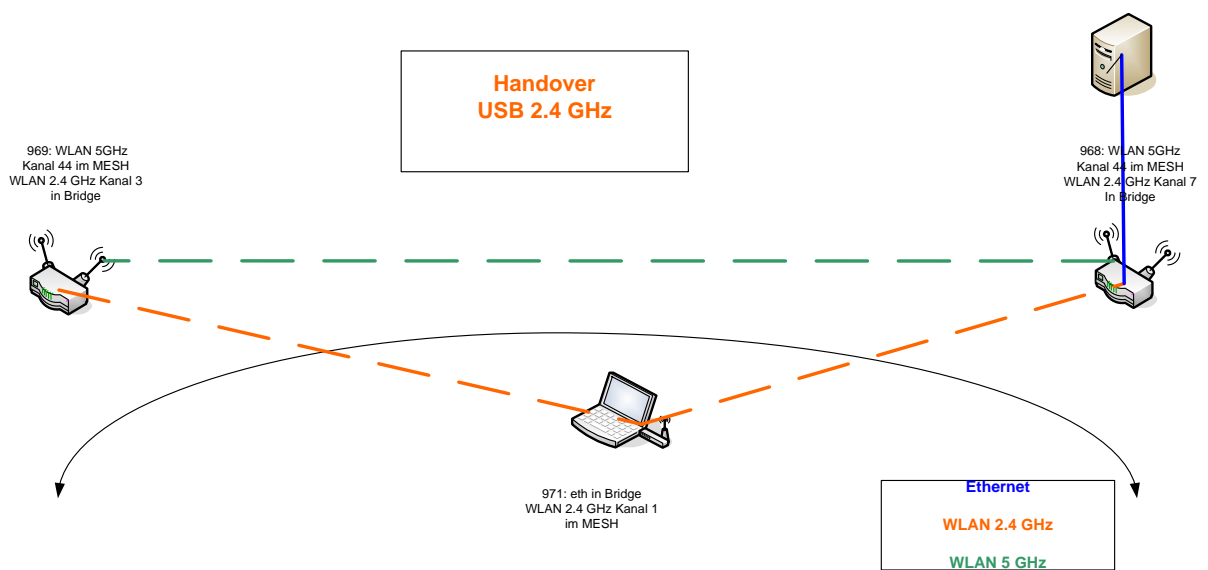 Handover
USB 2.4 GHz
969: WLAN 5GHz
Kanal 44 im MESH
WLAN 2.4 GHz Kanal 3
in Bridge
968: WLAN 5GHz
Kanal 44 im MESH
WLAN 2.4 GHz Kanal 7
In Bridge
971: eth in Bridge
WLAN 2.4 GHz Kanal 1
im MESH
Ethernet
WLAN 2.4 GHz
WLAN 5 GHz